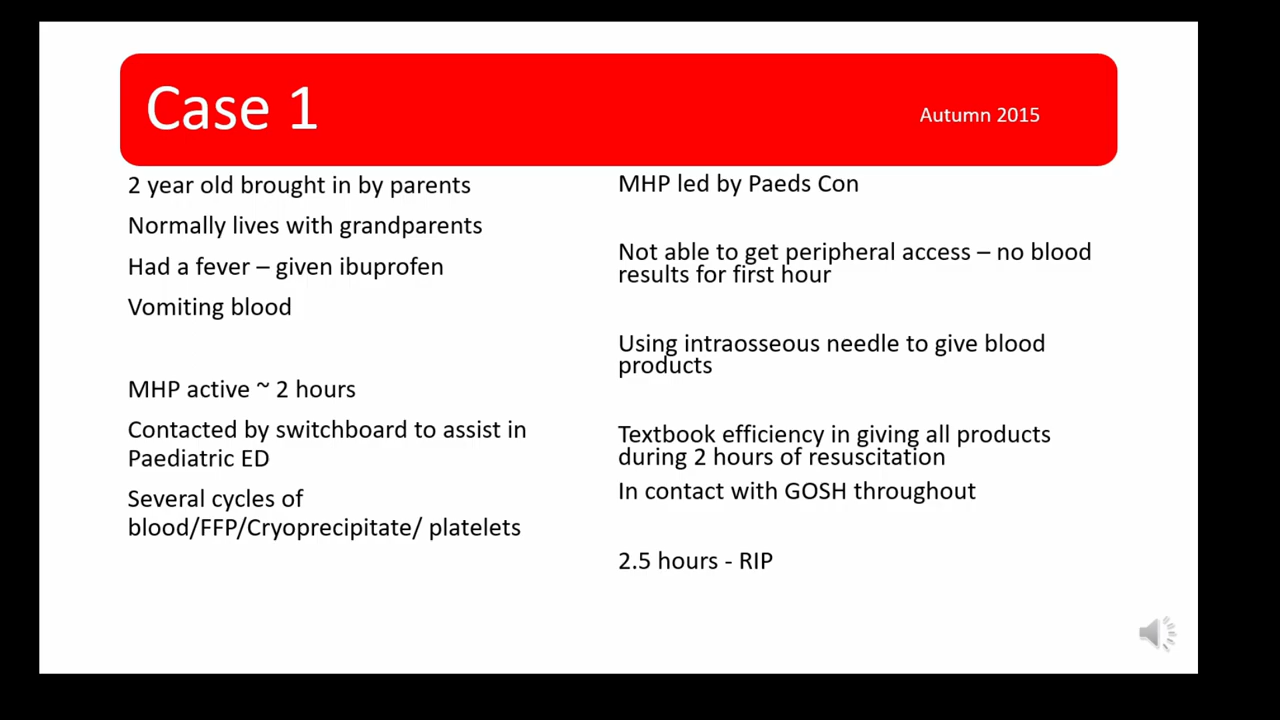 Case 1
Autumn 2015
2 year old brought in by parents
Normally lives with grandparents
Had a fever – given ibuprofen
Vomiting blood
MHP active ~ 2 hours
Contacted by switchboard to assist in
Paediatric ED
Several cycles of
blood/FFP/Cryoprecipitate/ platelets
MHP led by Paeds Con
Not able to get peripheral access – no blood
results for first hour
Using intraosseous needle to give blood
products
Textbook efficiency in giving all products
during 2 hours of resuscitation
In contact with GOSH throughout
2.5 hours - RIP